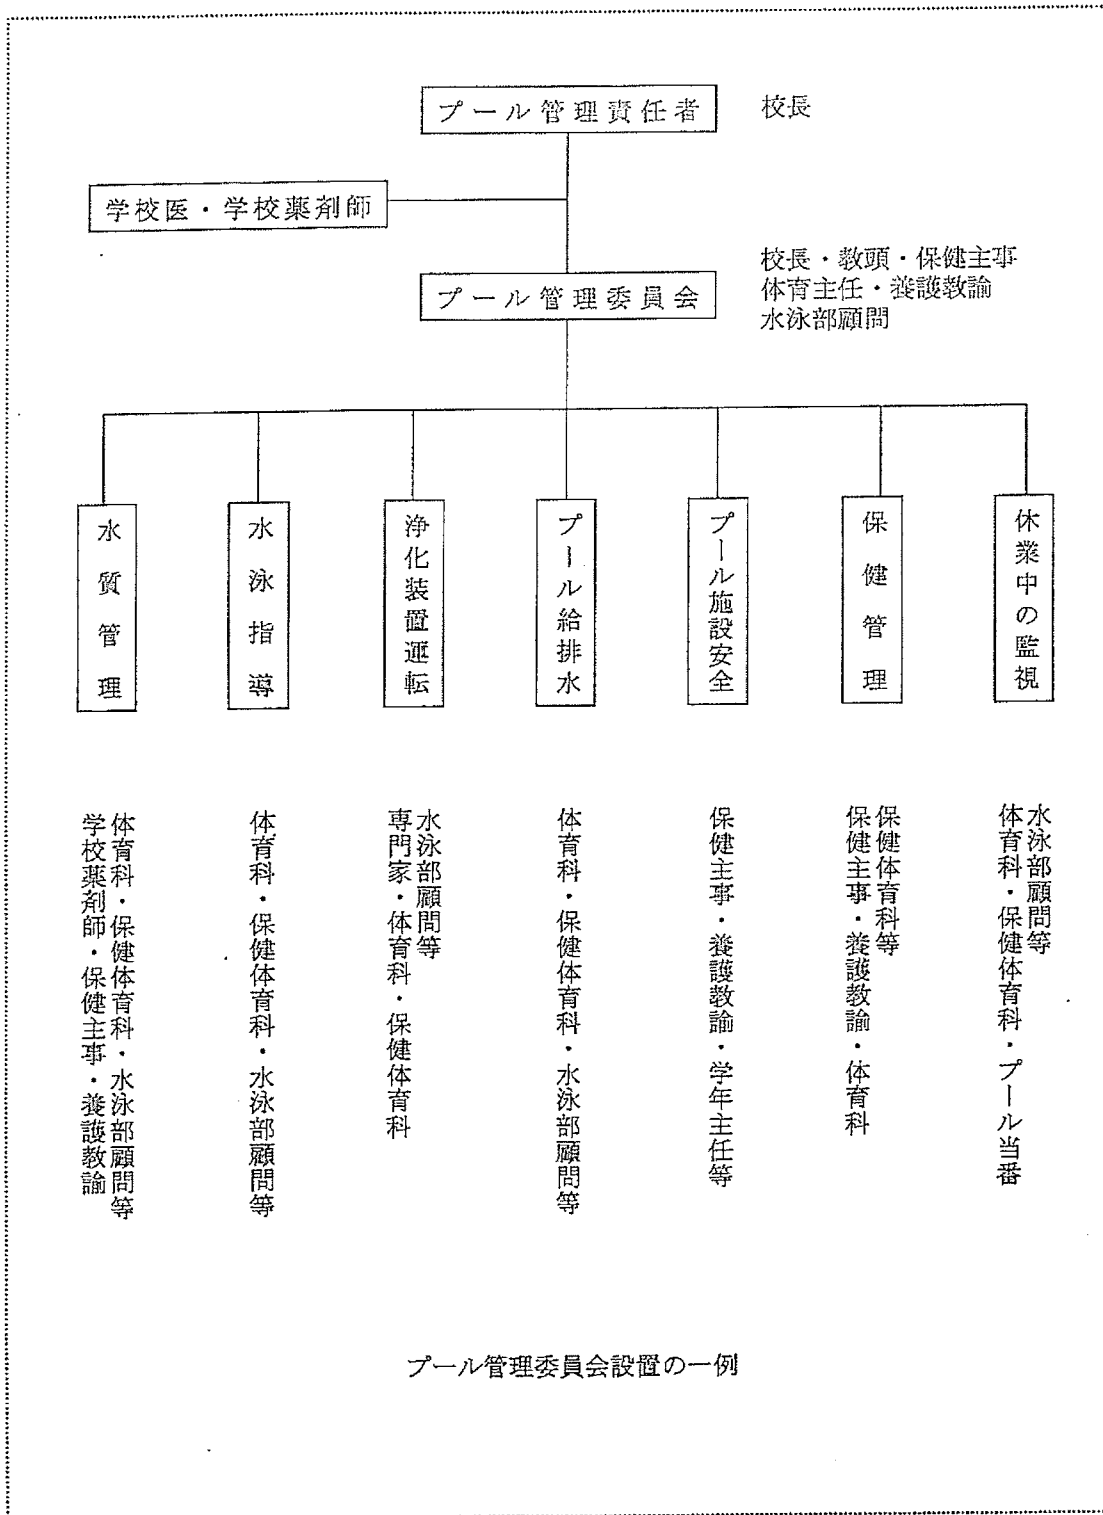 プール管理責任者
校長
学校医・学校薬剤師
プール管理委員会
校長・教頭・保健主事
体育主任・養護教諭
水泳部顧問
水質管理
水泳指導
浄化装置運転
プール給排水
プール施設安全
保健管理
休業中の監視
体育科・保健体育科・水泳部顧問等
学校薬剤師・保健主事・養護教諭
体育科・保健体育科・水泳部顧問等
水泳部顧問等
専門家・体育科・保健体育科
体育科・保健体育科・水泳部顧問等
保健主事・養護教諭・学年主任等
保健体育科等
保健主事・養護教諭・体育科
水泳部顧問等
体育科・保健体育科・プール当番
プール管理委員会設置の一例